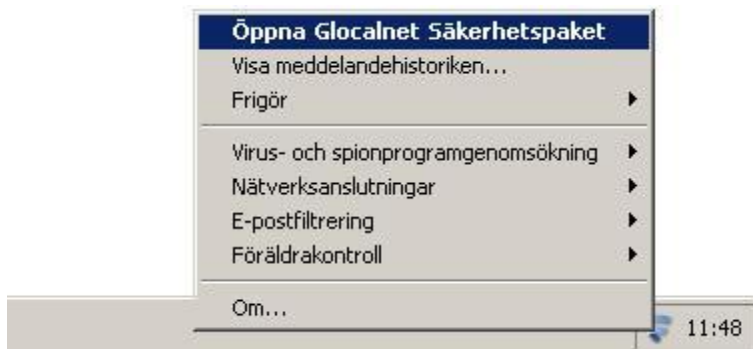 Öppna Glocalnet Säkerhetspaket
Visa meddelandehistoriken...
Frigör
Virus- och spionprogramgenomsökning
Nätverksanslutningar
E-postfiltrering
Föräldrakontroll
Om...
11:48